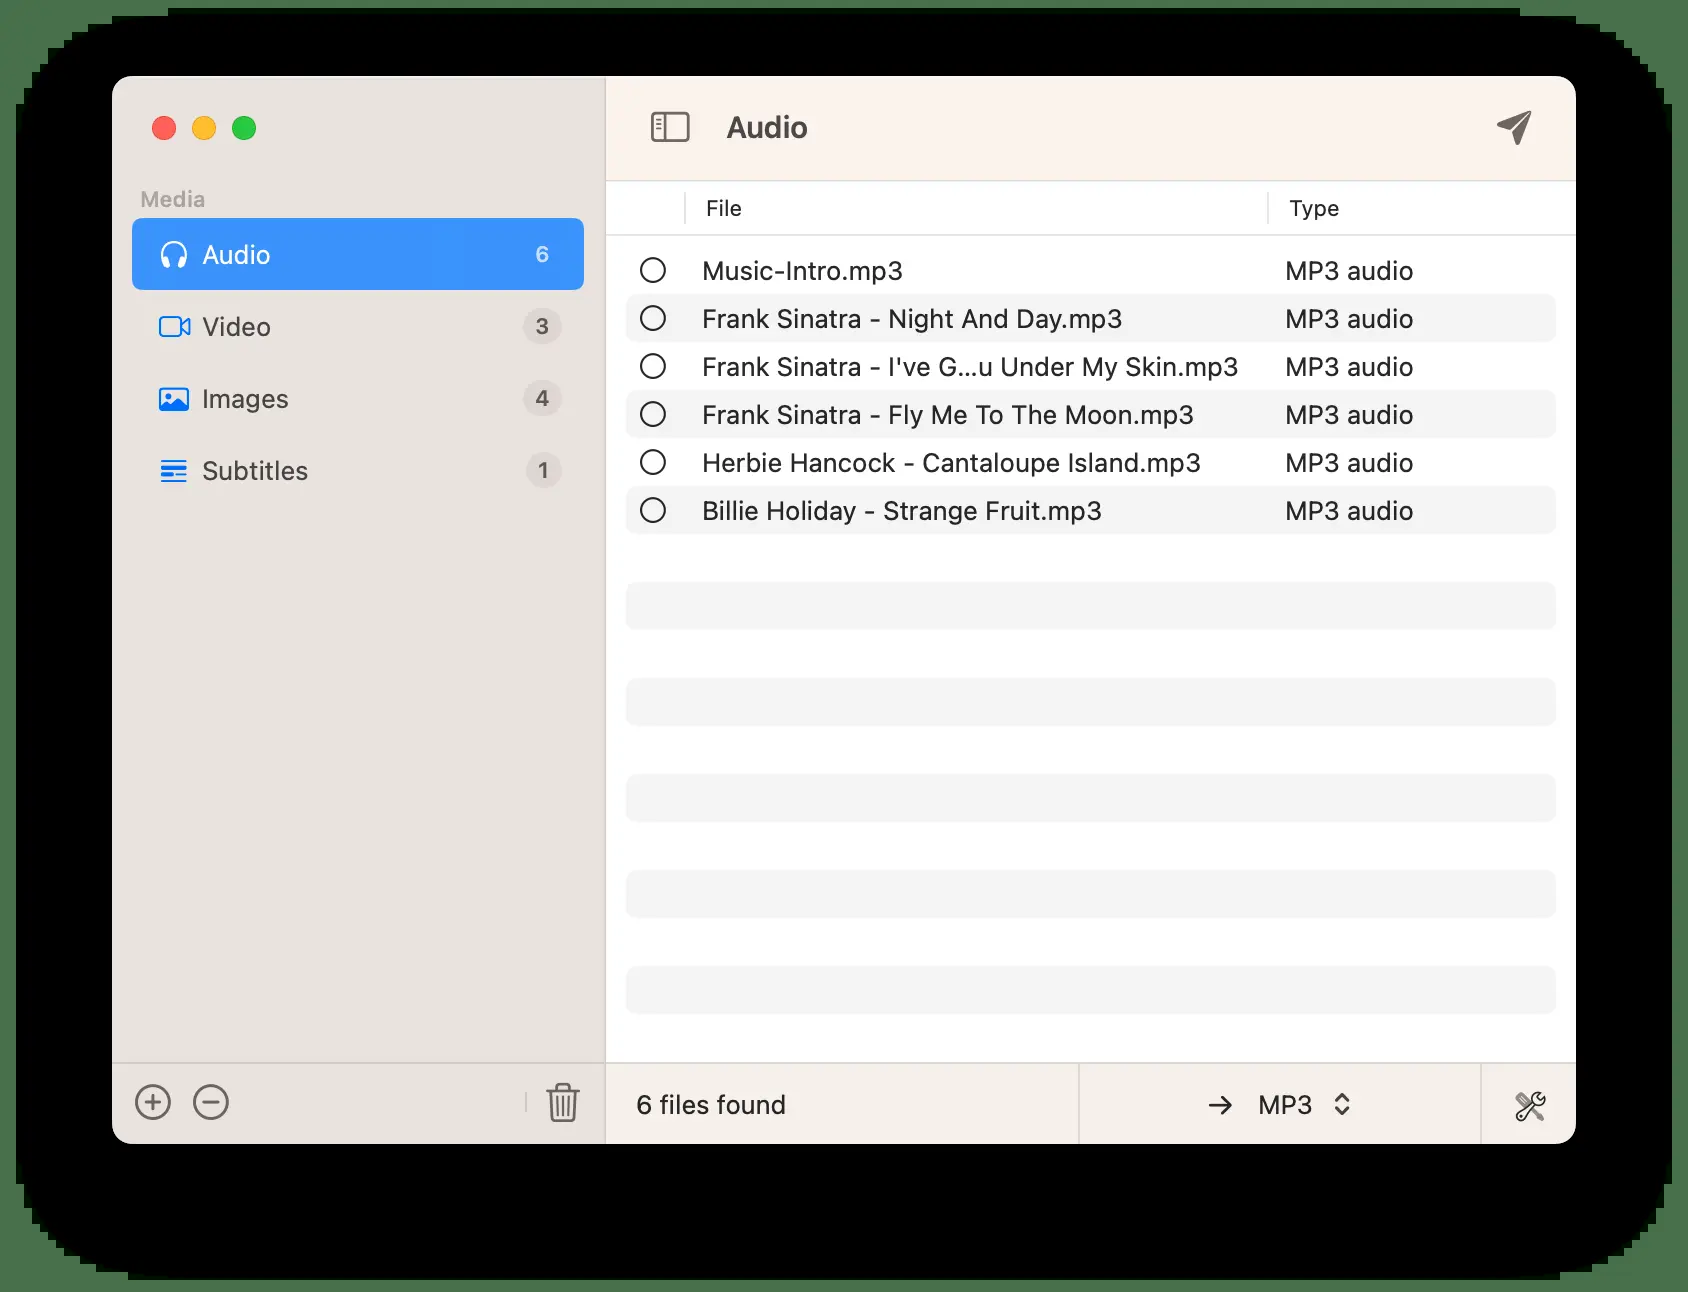 Audio
Media
Audio 6
Video 3
Images 4
Subtitles 1
File Type
Music-Intro.mp3 MP3 audio
Frank Sinatra - Night And Day.mp3 MP3 audio
Frank Sinatra - I've G...u Under My Skin.mp3 MP3 audio
Frank Sinatra - Fly Me To The Moon.mp3 MP3 audio
Herbie Hancock - Cantaloupe Island.mp3 MP3 audio
Billie Holiday - Strange Fruit.mp3 MP3 audio
6 files found → MP3